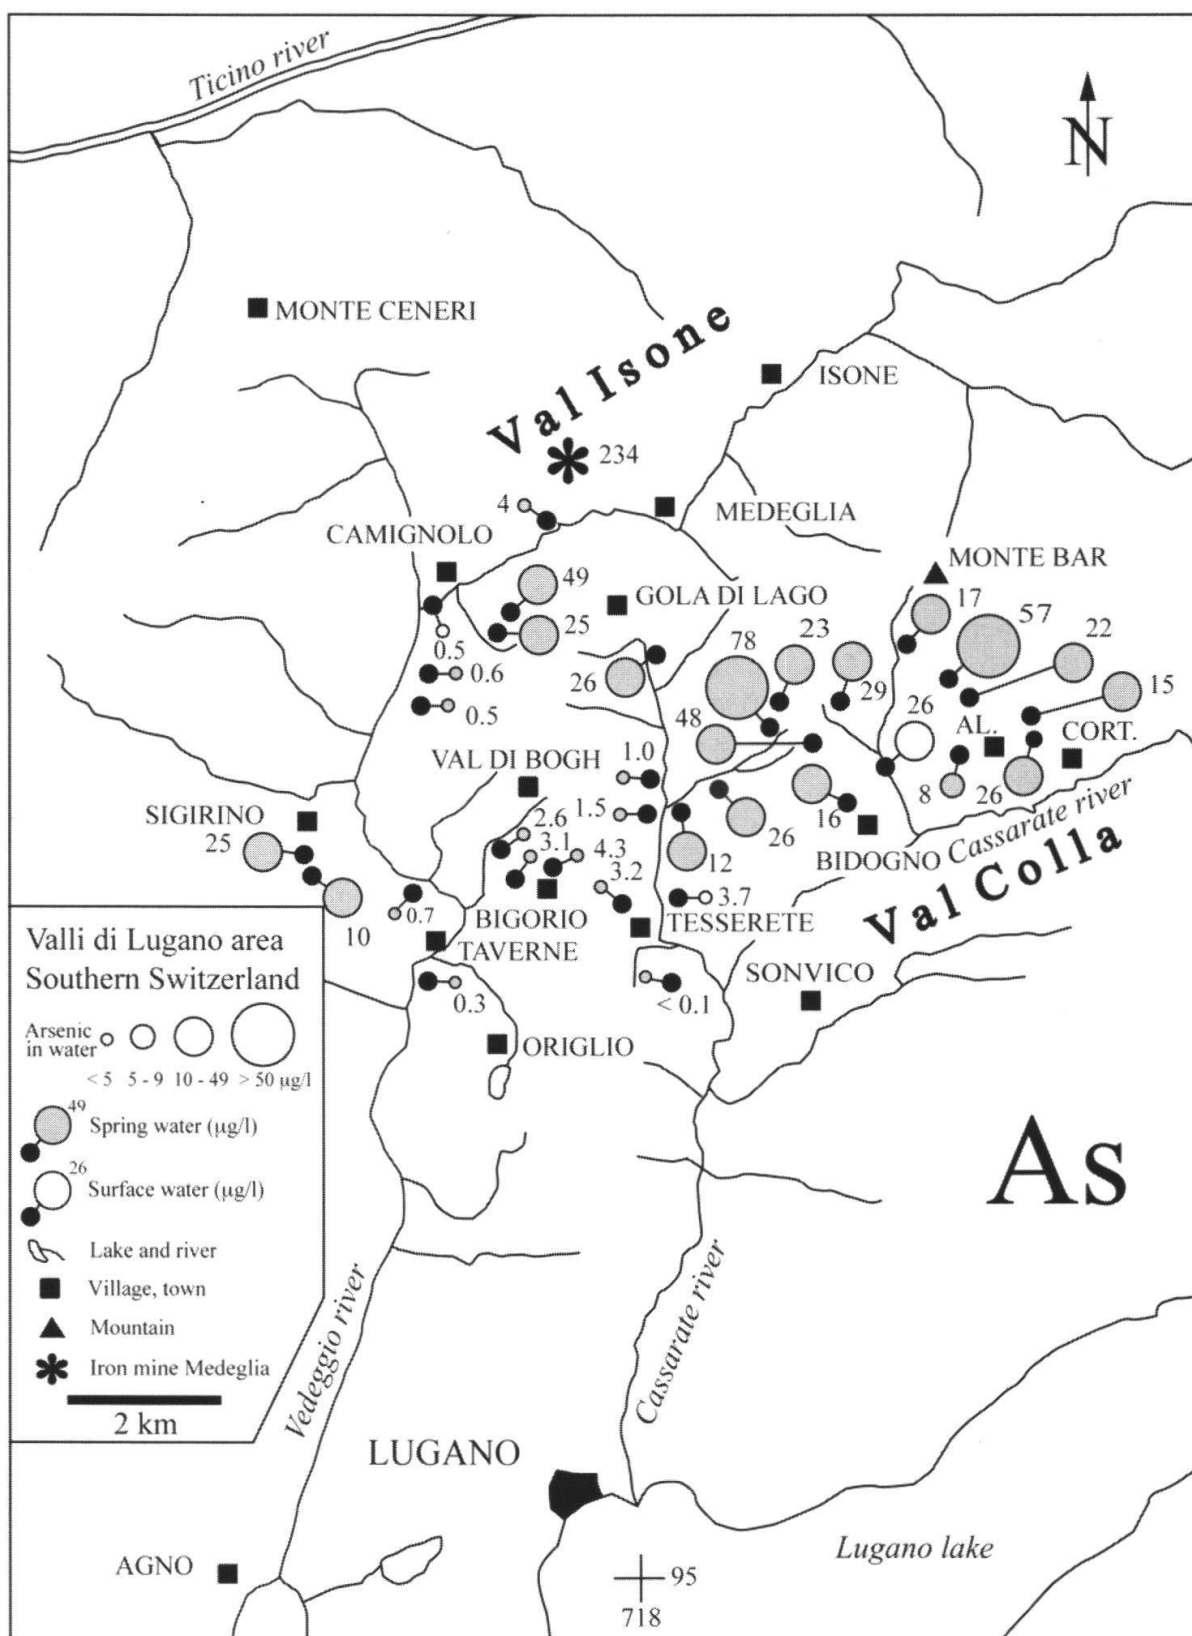 Ticino river
N
MONTE CENERI
Val Isone
ISONE
234
4
MEDEGLIA
CAMIGNOLO
MONTE BAR
49
GOLA DI LAGO
17
57
25
23
22
0.5
78
0.6
26
29
15
0.5
48
26
AL.
CORT.
VAL DI BOGH
1.0
SIGIRINO
1.5
8
26
25
2.6
16
Cassarate river
3.1
4.3
26
BIDOGNO
3.2
12
Val Colla
3.7
0.7
BIGORIO
TESSERETE
10
TAVERNE
SONVICO
0.3
< 0.1
ORIGLIO
Valli di Lugano area
Southern Switzerland
Arsenic
in water
< 5 5 - 9 10 - 49 > 50 µg/l
49
Spring water (µg/l)
26
Surface water (µg/l)
Lake and river
Village, town
Mountain
Iron mine Medeglia
2 km
As
Vedeggio river
Cassarate river
LUGANO
AGNO
Lugano lake
95
718